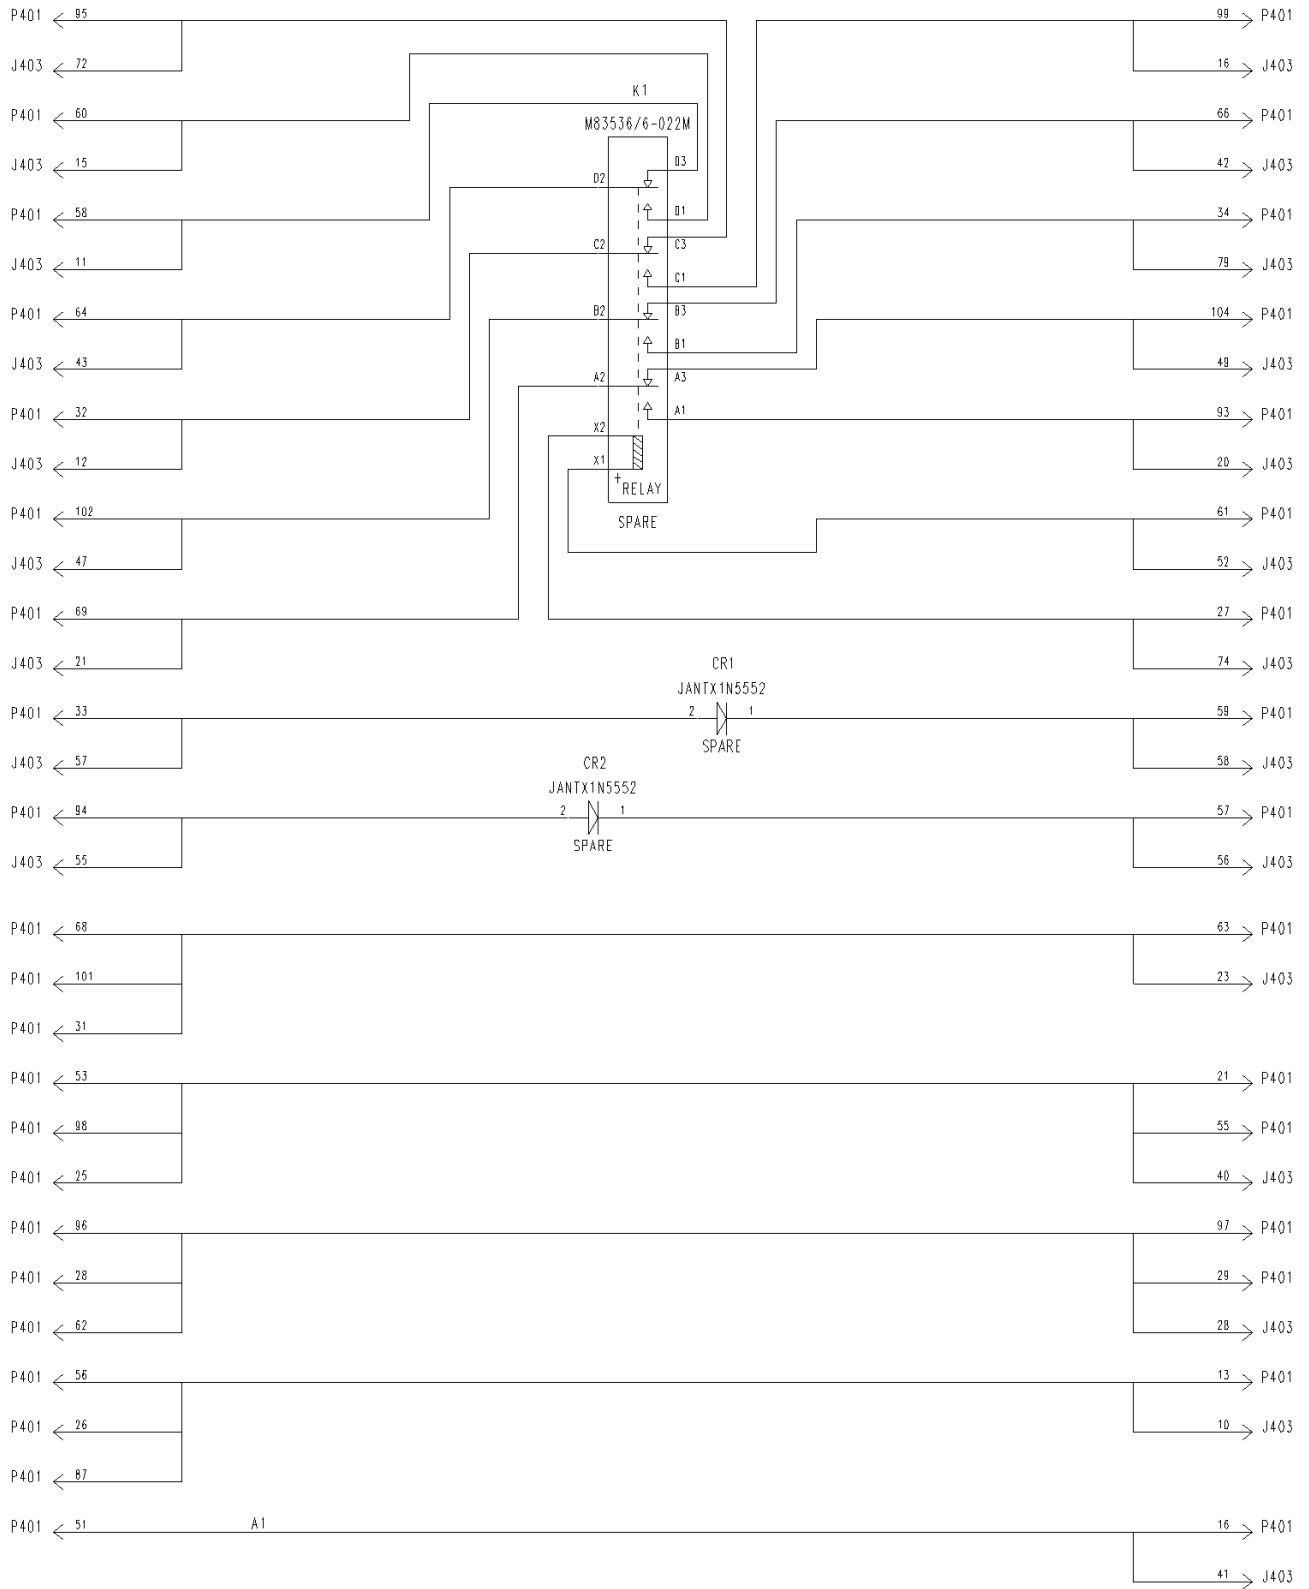 P401 95 99 P401
J403 72 16 J403
K1
P401 60 M83536/6-022M 66 P401
J403 15 D3 42 J403
D2
P401 58 D1 34 P401
C2 C3
J403 11 C1 79 J403
P401 64 B2 B3 104 P401
B1
J403 43 49 J403
A2 A3
P401 32 A1 93 P401
X2
J403 12 X1 20 J403
+ RELAY
P401 102 SPARE 61 P401
J403 47 52 J403
P401 69 27 P401
J403 21 CR1 74 J403
JANTX1N5552
P401 33 2 1 59 P401
SPARE
J403 57 CR2 58 J403
JANTX1N5552
P401 94 2 1 57 P401
SPARE
J403 55 56 J403
P401 68 63 P401
P401 101 23 J403
P401 31
P401 53 21 P401
P401 98 55 P401
P401 25 40 J403
P401 96 97 P401
P401 28 29 P401
P401 62 28 J403
P401 56 13 P401
P401 26 10 J403
P401 87
P401 51 A1 16 P401
41 J403